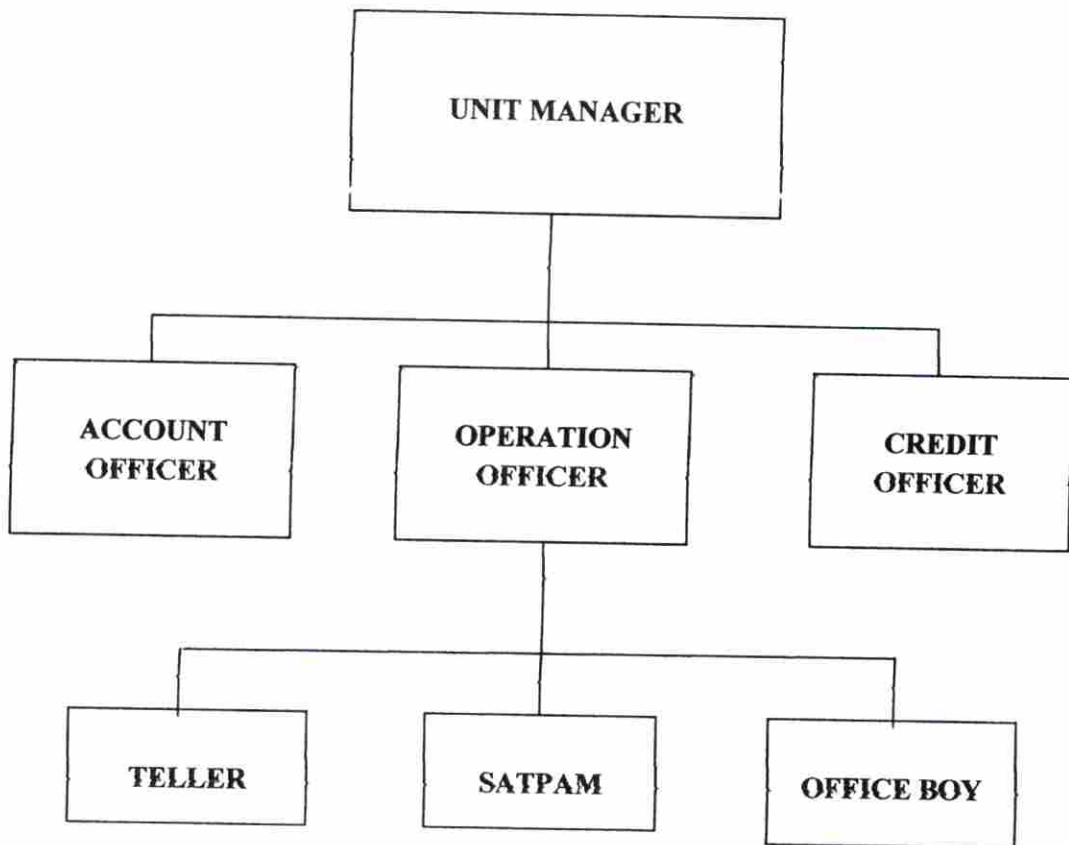 UNIT MANAGER
ACCOUNT
OFFICER
OPERATION
OFFICER
CREDIT
OFFICER
TELLER
SATPAM
OFFICE BOY